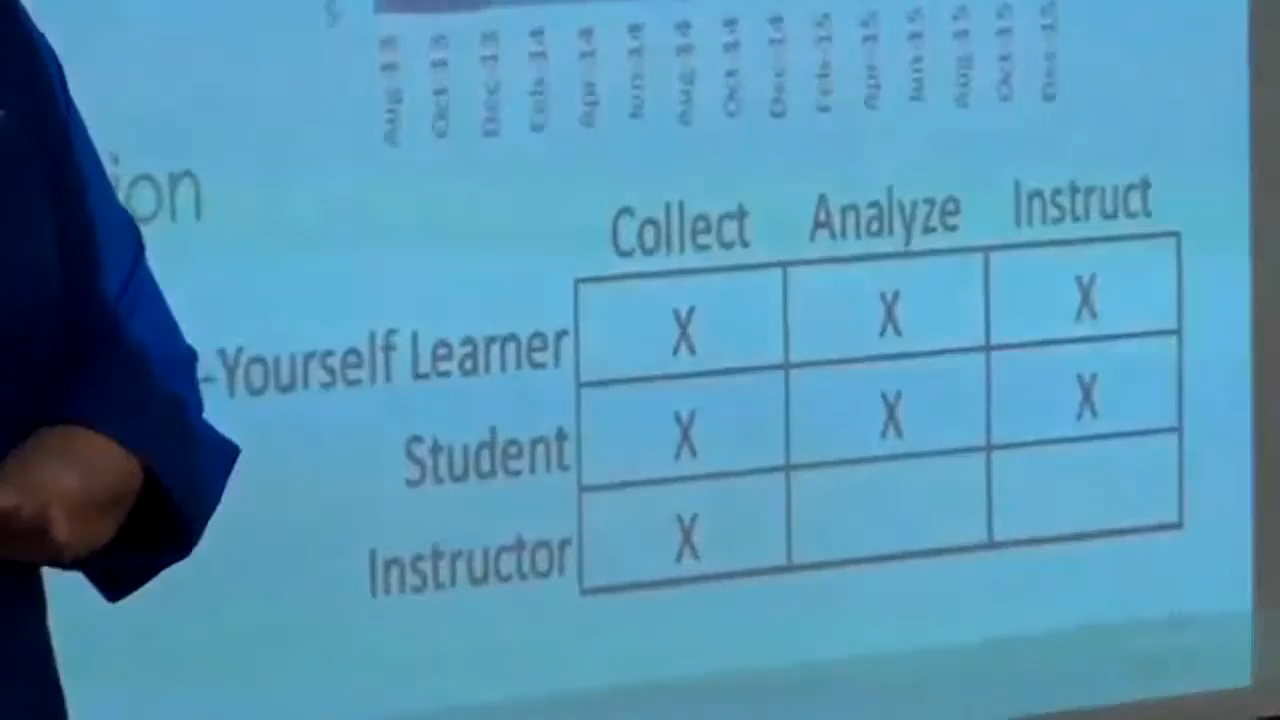 Aug-13 Oct-13 Dec-13 Feb-14 Apr-14 Jun-14 Aug-14 Oct-14 Dec-14 Feb-15 Apr-15 Jun-15 Aug-15 Oct-15 Dec-15
ion
Collect Analyze Instruct
-Yourself Learner X X X
Student X X X
Instructor X